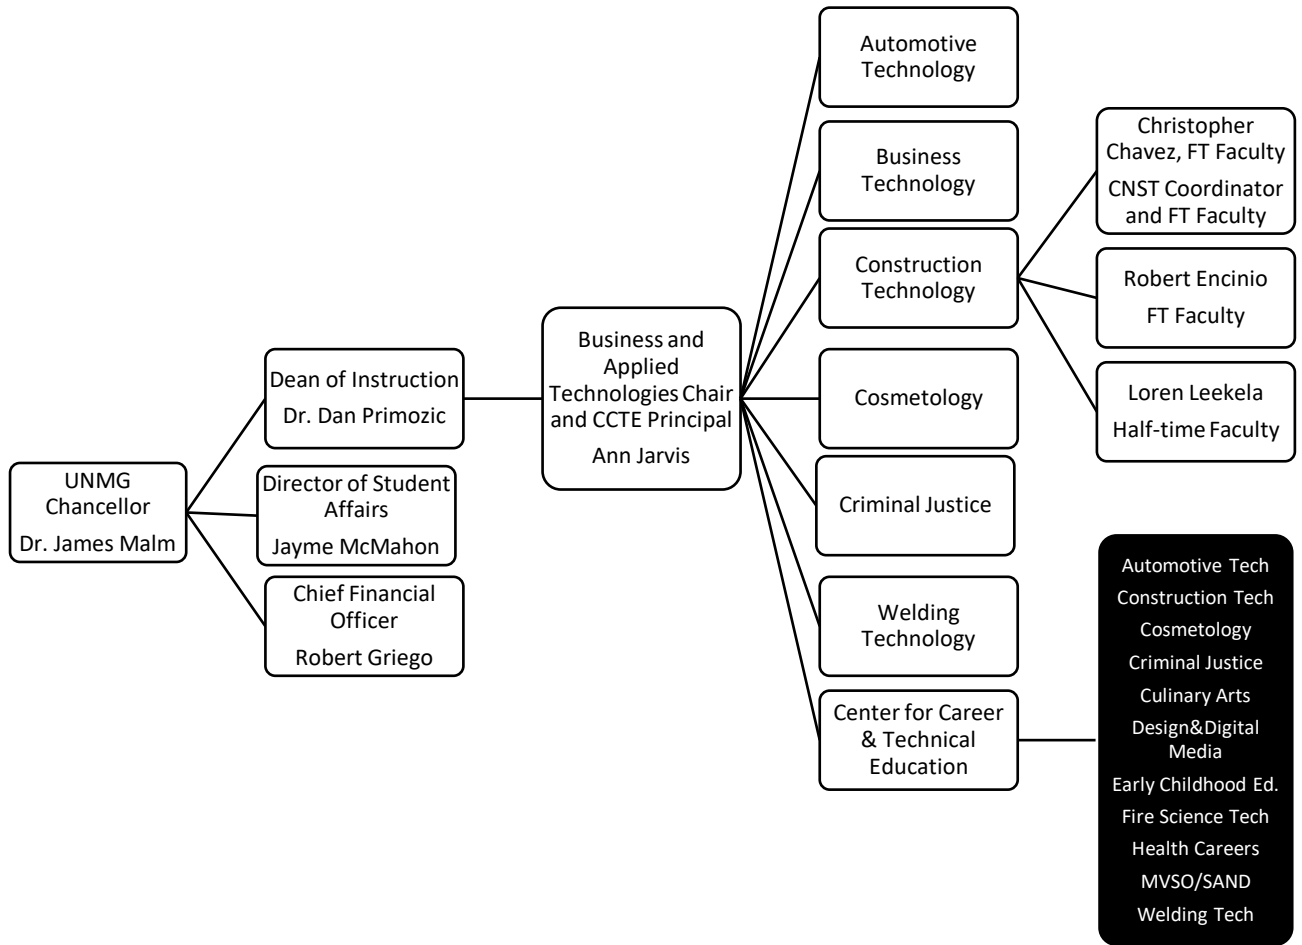 UNMG
Chancellor
Dr. James Malm
Dean of Instruction
Dr. Dan Primozic
Director of Student
Affairs
Jayme McMahon
Chief Financial
Officer
Robert Griego
Business and
Applied
Technologies Chair
and CCTE Principal
Ann Jarvis
Automotive
Technology
Business
Technology
Construction
Technology
Cosmetology
Criminal Justice
Welding
Technology
Center for Career
& Technical
Education
Christopher
Chavez, FT Faculty
CNST Coordinator
and FT Faculty
Robert Encinio
FT Faculty
Loren Leekela
Half-time Faculty
Automotive Tech
Construction Tech
Cosmetology
Criminal Justice
Culinary Arts
Design&Digital
Media
Early Childhood Ed.
Fire Science Tech
Health Careers
MVSO/SAND
Welding Tech